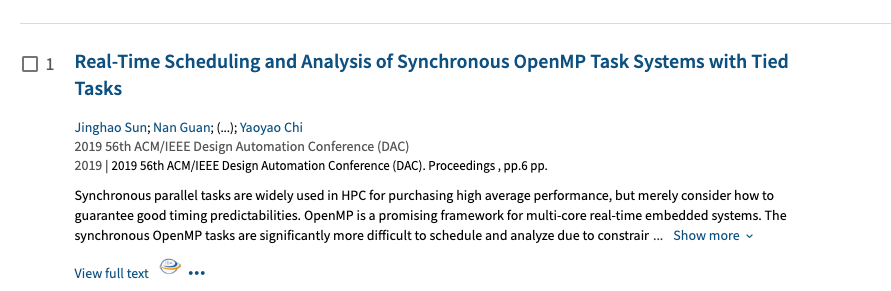 1 Real-Time Scheduling and Analysis of Synchronous OpenMP Task Systems with Tied
Tasks
Jinghao Sun; Nan Guan; (...); Yaoyao Chi
2019 56th ACM/IEEE Design Automation Conference (DAC)
2019 | 2019 56th ACM/IEEE Design Automation Conference (DAC). Proceedings , pp.6 pp.
Synchronous parallel tasks are widely used in HPC for purchasing high average performance, but merely consider how to
guarantee good timing predictabilities. OpenMP is a promising framework for multi-core real-time embedded systems. The
synchronous OpenMP tasks are significantly more difficult to schedule and analyze due to constrair ... Show more
View full text •••